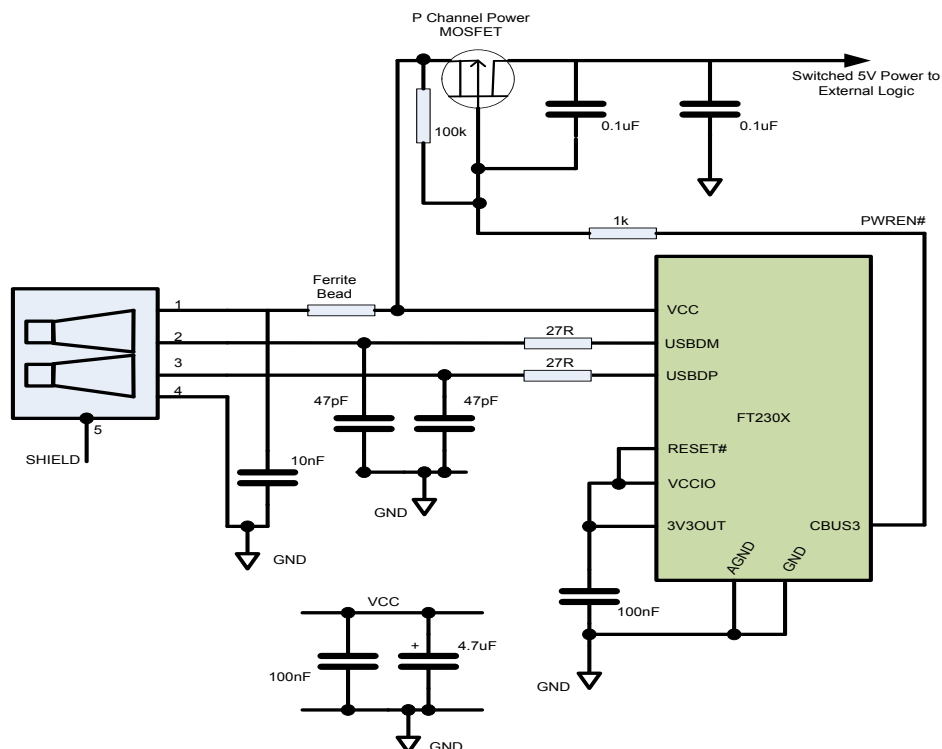 P Channel Power
MOSFET
Switched 5V Power to
External Logic
0.1uF
0.1uF
100k
1k
PWREN#
Ferrite
Bead
1
VCC
2
27R
USBDM
3
27R
USBDP
4
47pF
47pF
FT230X
5
SHIELD
10nF
RESET#
VCCIO
GND
3V3OUT
CBUS3
GND
AGND
GND
100nF
VCC
+
4.7uF
100nF
GND
GND